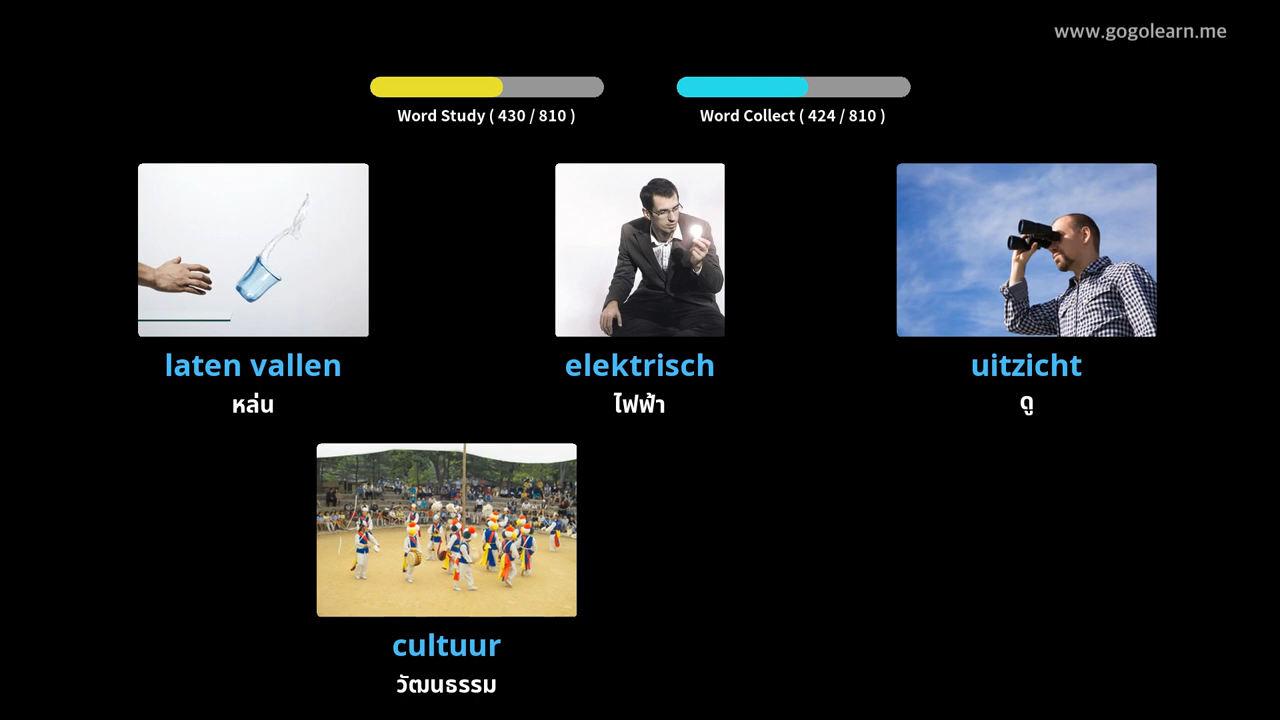 www.gogolearn.me
Word Study ( 430 / 810 )
Word Collect ( 424 / 810 )
laten vallen
หล่น
elektrisch
ไฟฟ้า
uitzicht
ดู
cultuur
วัฒนธรรม